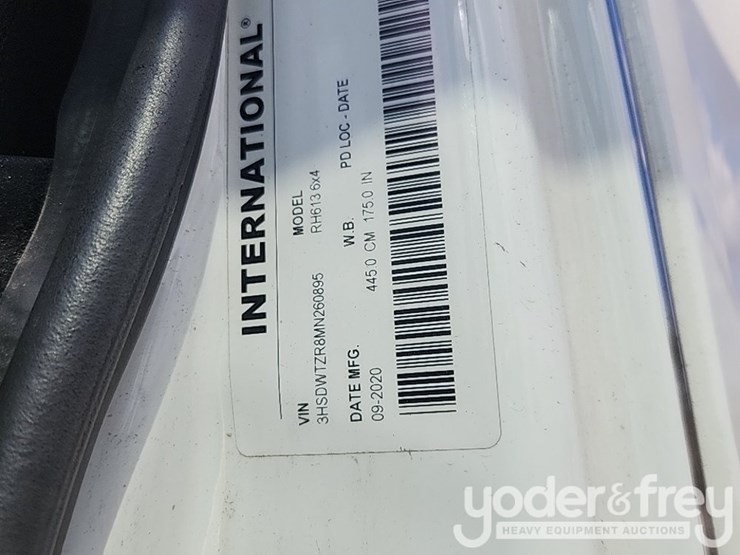 INTERNATIONAL®
VIN MODEL
3HSDWTZR8MN260895 RH613 6x4
DATE MFG. W.B. PD LOC - DATE
09-2020 445.0 CM 175.0 IN
yoder&frey
HEAVY EQUIPMENT AUCTIONS